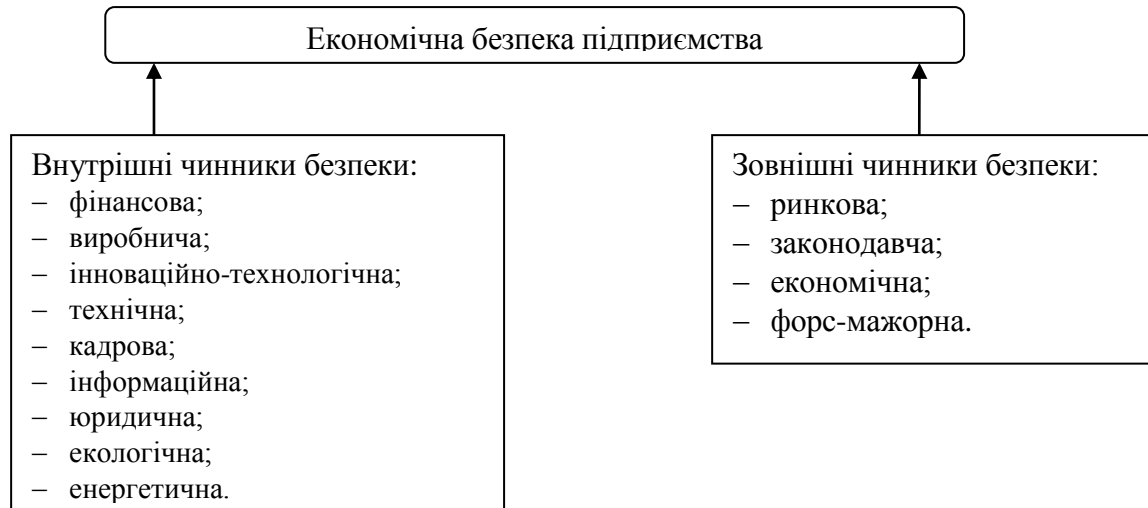 Економічна безпека підприємства
Внутрішні чинники безпеки:
– фінансова;
– виробнича;
– інноваційно-технологічна;
– технічна;
– кадрова;
– інформаційна;
– юридична;
– екологічна;
– енергетична.
Зовнішні чинники безпеки:
– ринкова;
– законодавча;
– економічна;
– форс-мажорна.